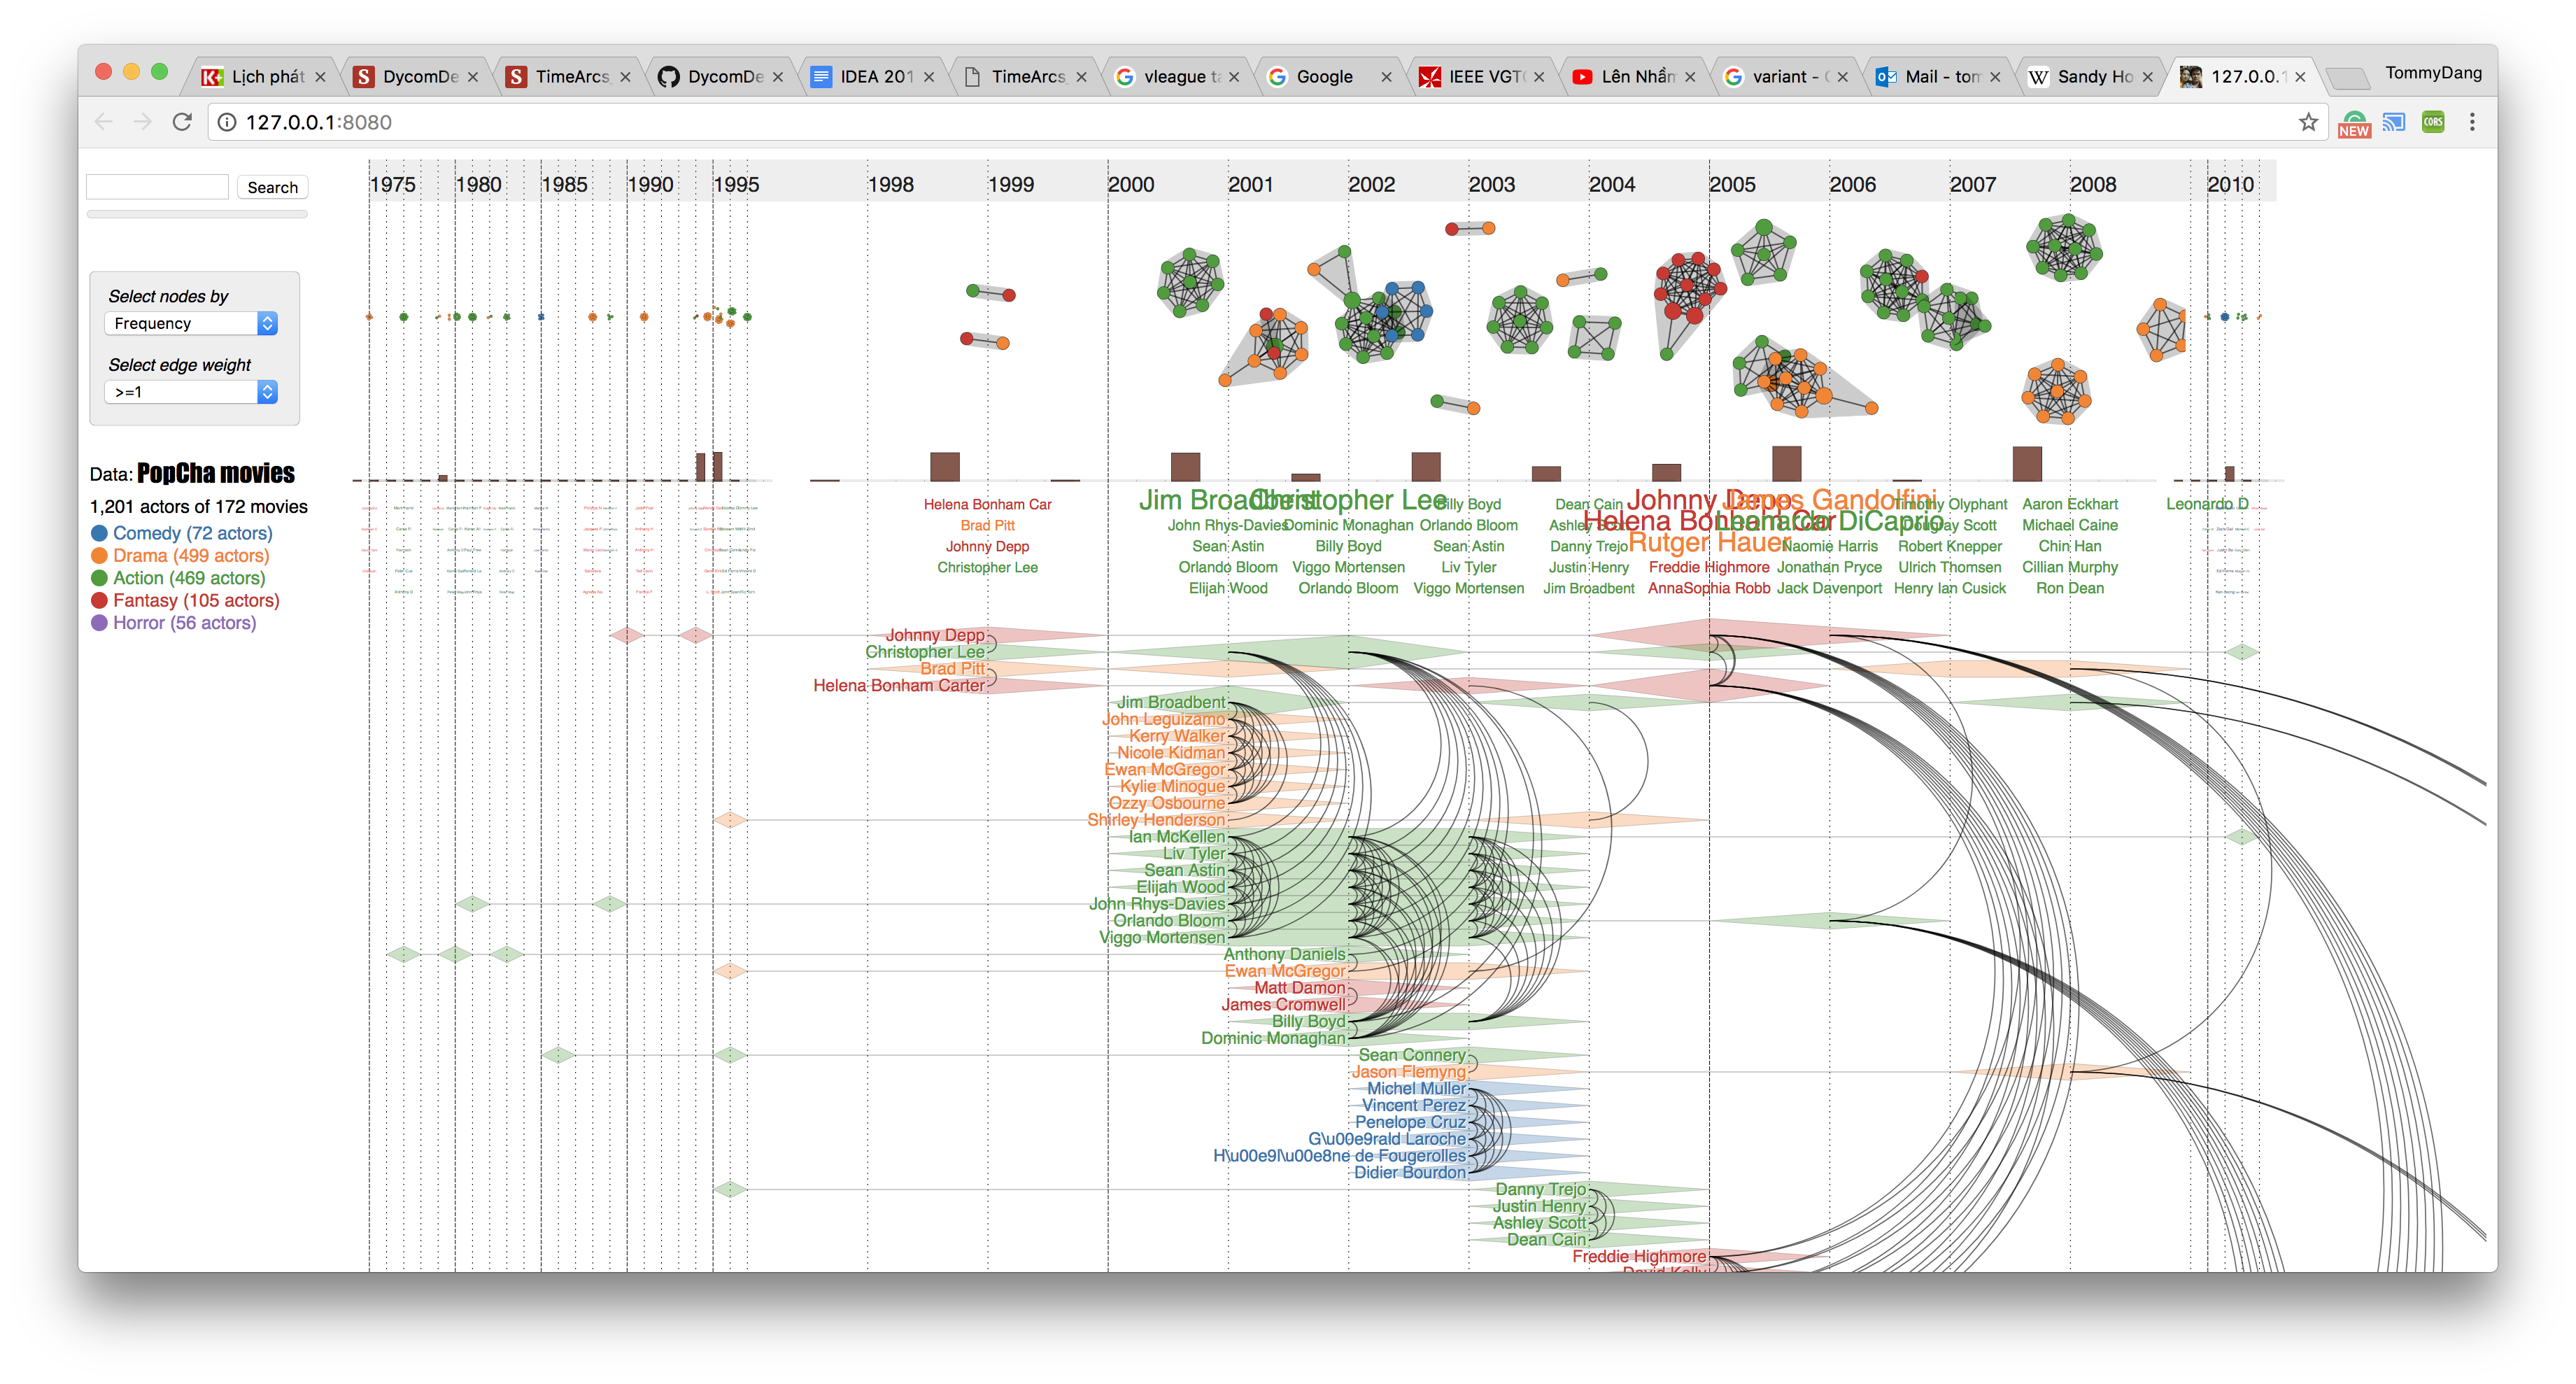 Lịch phát
DycomDe
TimeArcs
DycomDe
IDEA 201
TimeArcs
vleague ta
Google
IEEE VGT
Lên Nhầm
variant -
Mail - tom
Sandy Ho
127.0.0.1
TommyDang
127.0.0.1:8080
NEW
CORS
Search
1975 1980 1985 1990 1995 1998 1999 2000 2001 2002 2003 2004 2005 2006 2007 2008 2010
Select nodes by
Frequency
Select edge weight
>=1
Data: PopCha movies
1,201 actors of 172 movies
Comedy (72 actors)
Drama (499 actors)
Action (469 actors)
Fantasy (105 actors)
Horror (56 actors)
Helena Bonham Car
Brad Pitt
Johnny Depp
Christopher Lee
Jim Broadbent
John Rhys-Davies
Sean Astin
Orlando Bloom
Elijah Wood
Christopher Lee
Dominic Monaghan
Billy Boyd
Viggo Mortensen
Orlando Bloom
Billy Boyd
Orlando Bloom
Sean Astin
Liv Tyler
Viggo Mortensen
Dean Cain
Ashley Scott
Danny Trejo
Justin Henry
Jim Broadbent
Johnny Depp
Helena Bonham Car
Rutger Hauer
Freddie Highmore
AnnaSophia Robb
James Gandolfini
Leonardo DiCaprio
Naomie Harris
Jonathan Pryce
Jack Davenport
Timothy Olyphant
Dougray Scott
Robert Knepper
Ulrich Thomsen
Henry Ian Cusick
Aaron Eckhart
Michael Caine
Chin Han
Cillian Murphy
Ron Dean
Leonardo D
Johnny Depp
Christopher Lee
Brad Pitt
Helena Bonham Carter
Jim Broadbent
John Leguizamo
Kerry Walker
Nicole Kidman
Ewan McGregor
Kylie Minogue
Ozzy Osbourne
Shirley Henderson
Ian McKellen
Liv Tyler
Sean Astin
Elijah Wood
John Rhys-Davies
Orlando Bloom
Viggo Mortensen
Anthony Daniels
Ewan McGregor
Matt Damon
James Cromwell
Billy Boyd
Dominic Monaghan
Sean Connery
Jason Flemyng
Michel Muller
Vincent Perez
Penelope Cruz
G\u00e9rald Laroche
H\u00e9l\u00e8ne de Fougerolles
Didier Bourdon
Danny Trejo
Justin Henry
Ashley Scott
Dean Cain
Freddie Highmore
David Kelly